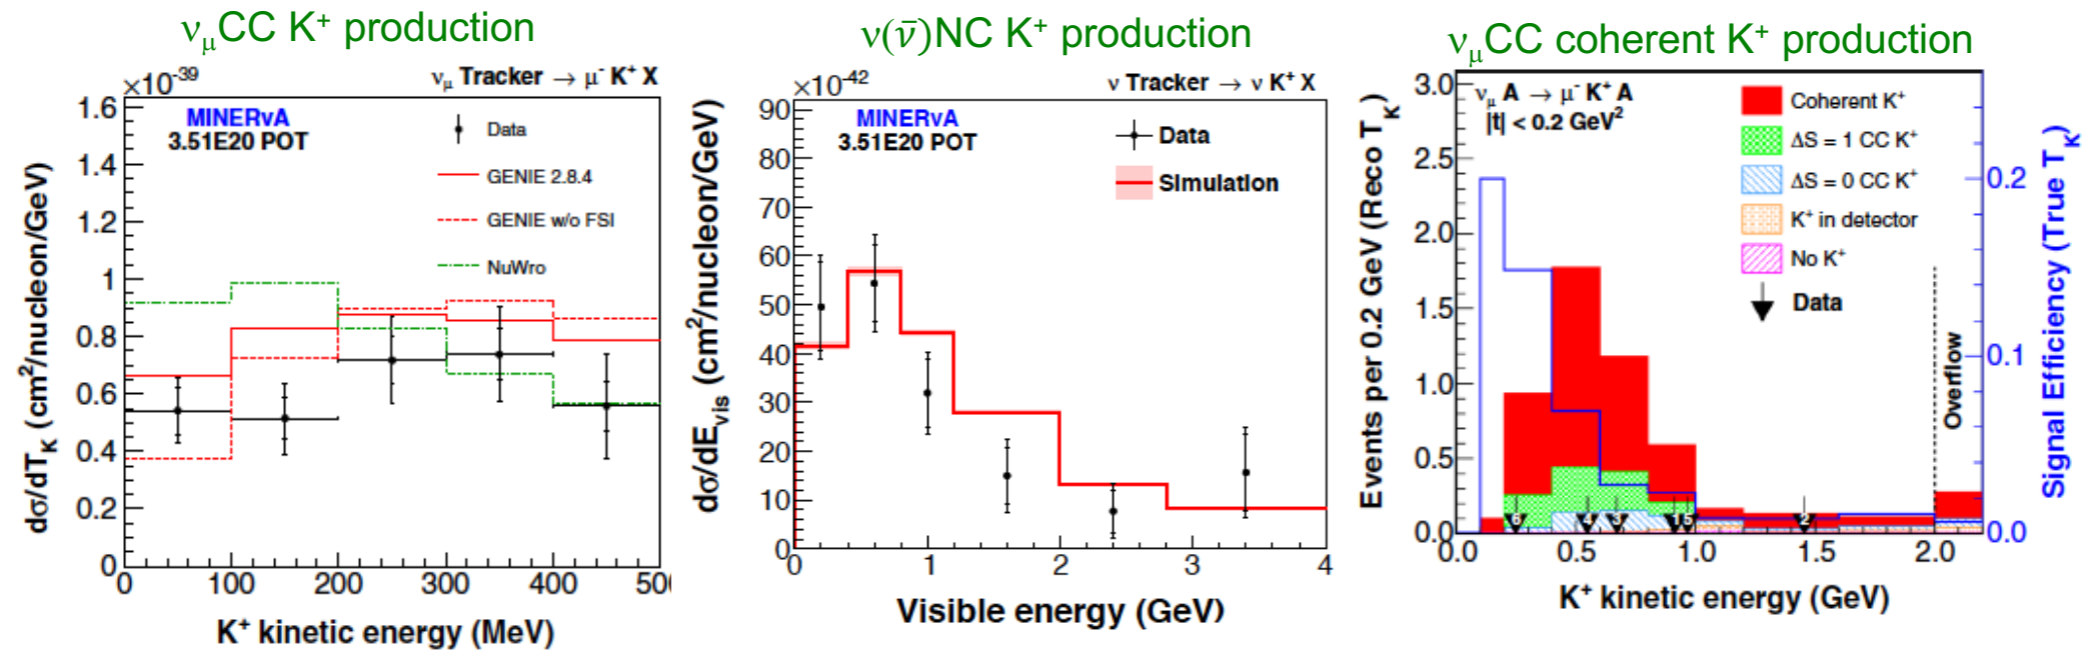 νμCC K+ production
×10-39
νμ Tracker → μ- K+ X
MINERvA
3.51E20 POT
Data
GENIE 2.8.4
GENIE w/o FSI
NuWro
dσ/dTK (cm2/nucleon/GeV)
1.6
1.4
1.2
1
0.8
0.6
0.4
0.2
0
0 100 200 300 400 50
K+ kinetic energy (MeV)
ν(ν̄)NC K+ production
×10-42
ν Tracker → ν K+ X
MINERvA
3.51E20 POT
Data
Simulation
dσ/dEvis (cm2/nucleon/GeV)
90
80
70
60
50
40
30
20
10
0
0 1 2 3 4
Visible energy (GeV)
νμCC coherent K+ production
νμ A → μ- K+ A
|t| < 0.2 GeV2
Coherent K+
ΔS = 1 CC K+
ΔS = 0 CC K+
K+ in detector
No K+
Data
Overflow
Events per 0.2 GeV (Reco TK)
3.0
2.5
2.0
1.5
1.0
0.5
0.0
6 4 3 1 5 2
0.0 0.5 1.0 1.5 2.0
K+ kinetic energy (GeV)
0.2
0.1
0.0
Signal Efficiency (True TK)